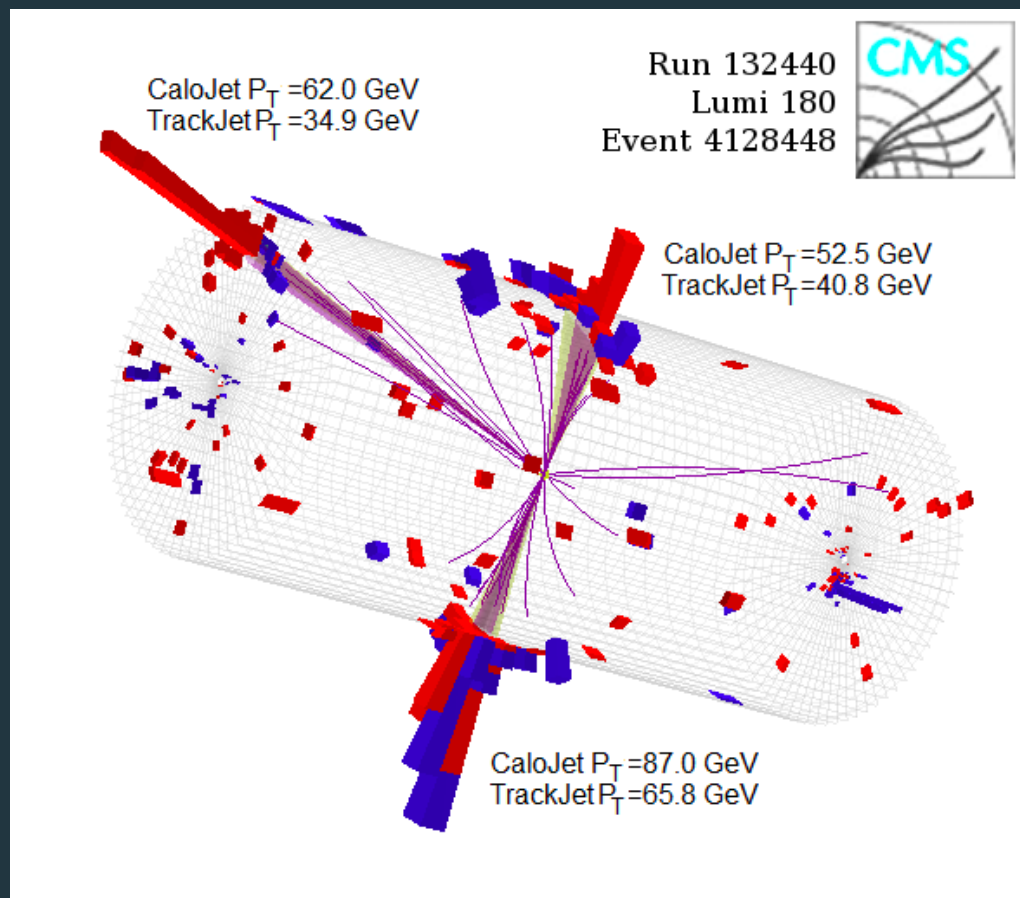 CaloJet PT =62.0 GeV
TrackJet PT =34.9 GeV
Run 132440
Lumi 180
Event 4128448
CMS
CaloJet PT =52.5 GeV
TrackJet PT =40.8 GeV
CaloJet PT =87.0 GeV
TrackJet PT =65.8 GeV